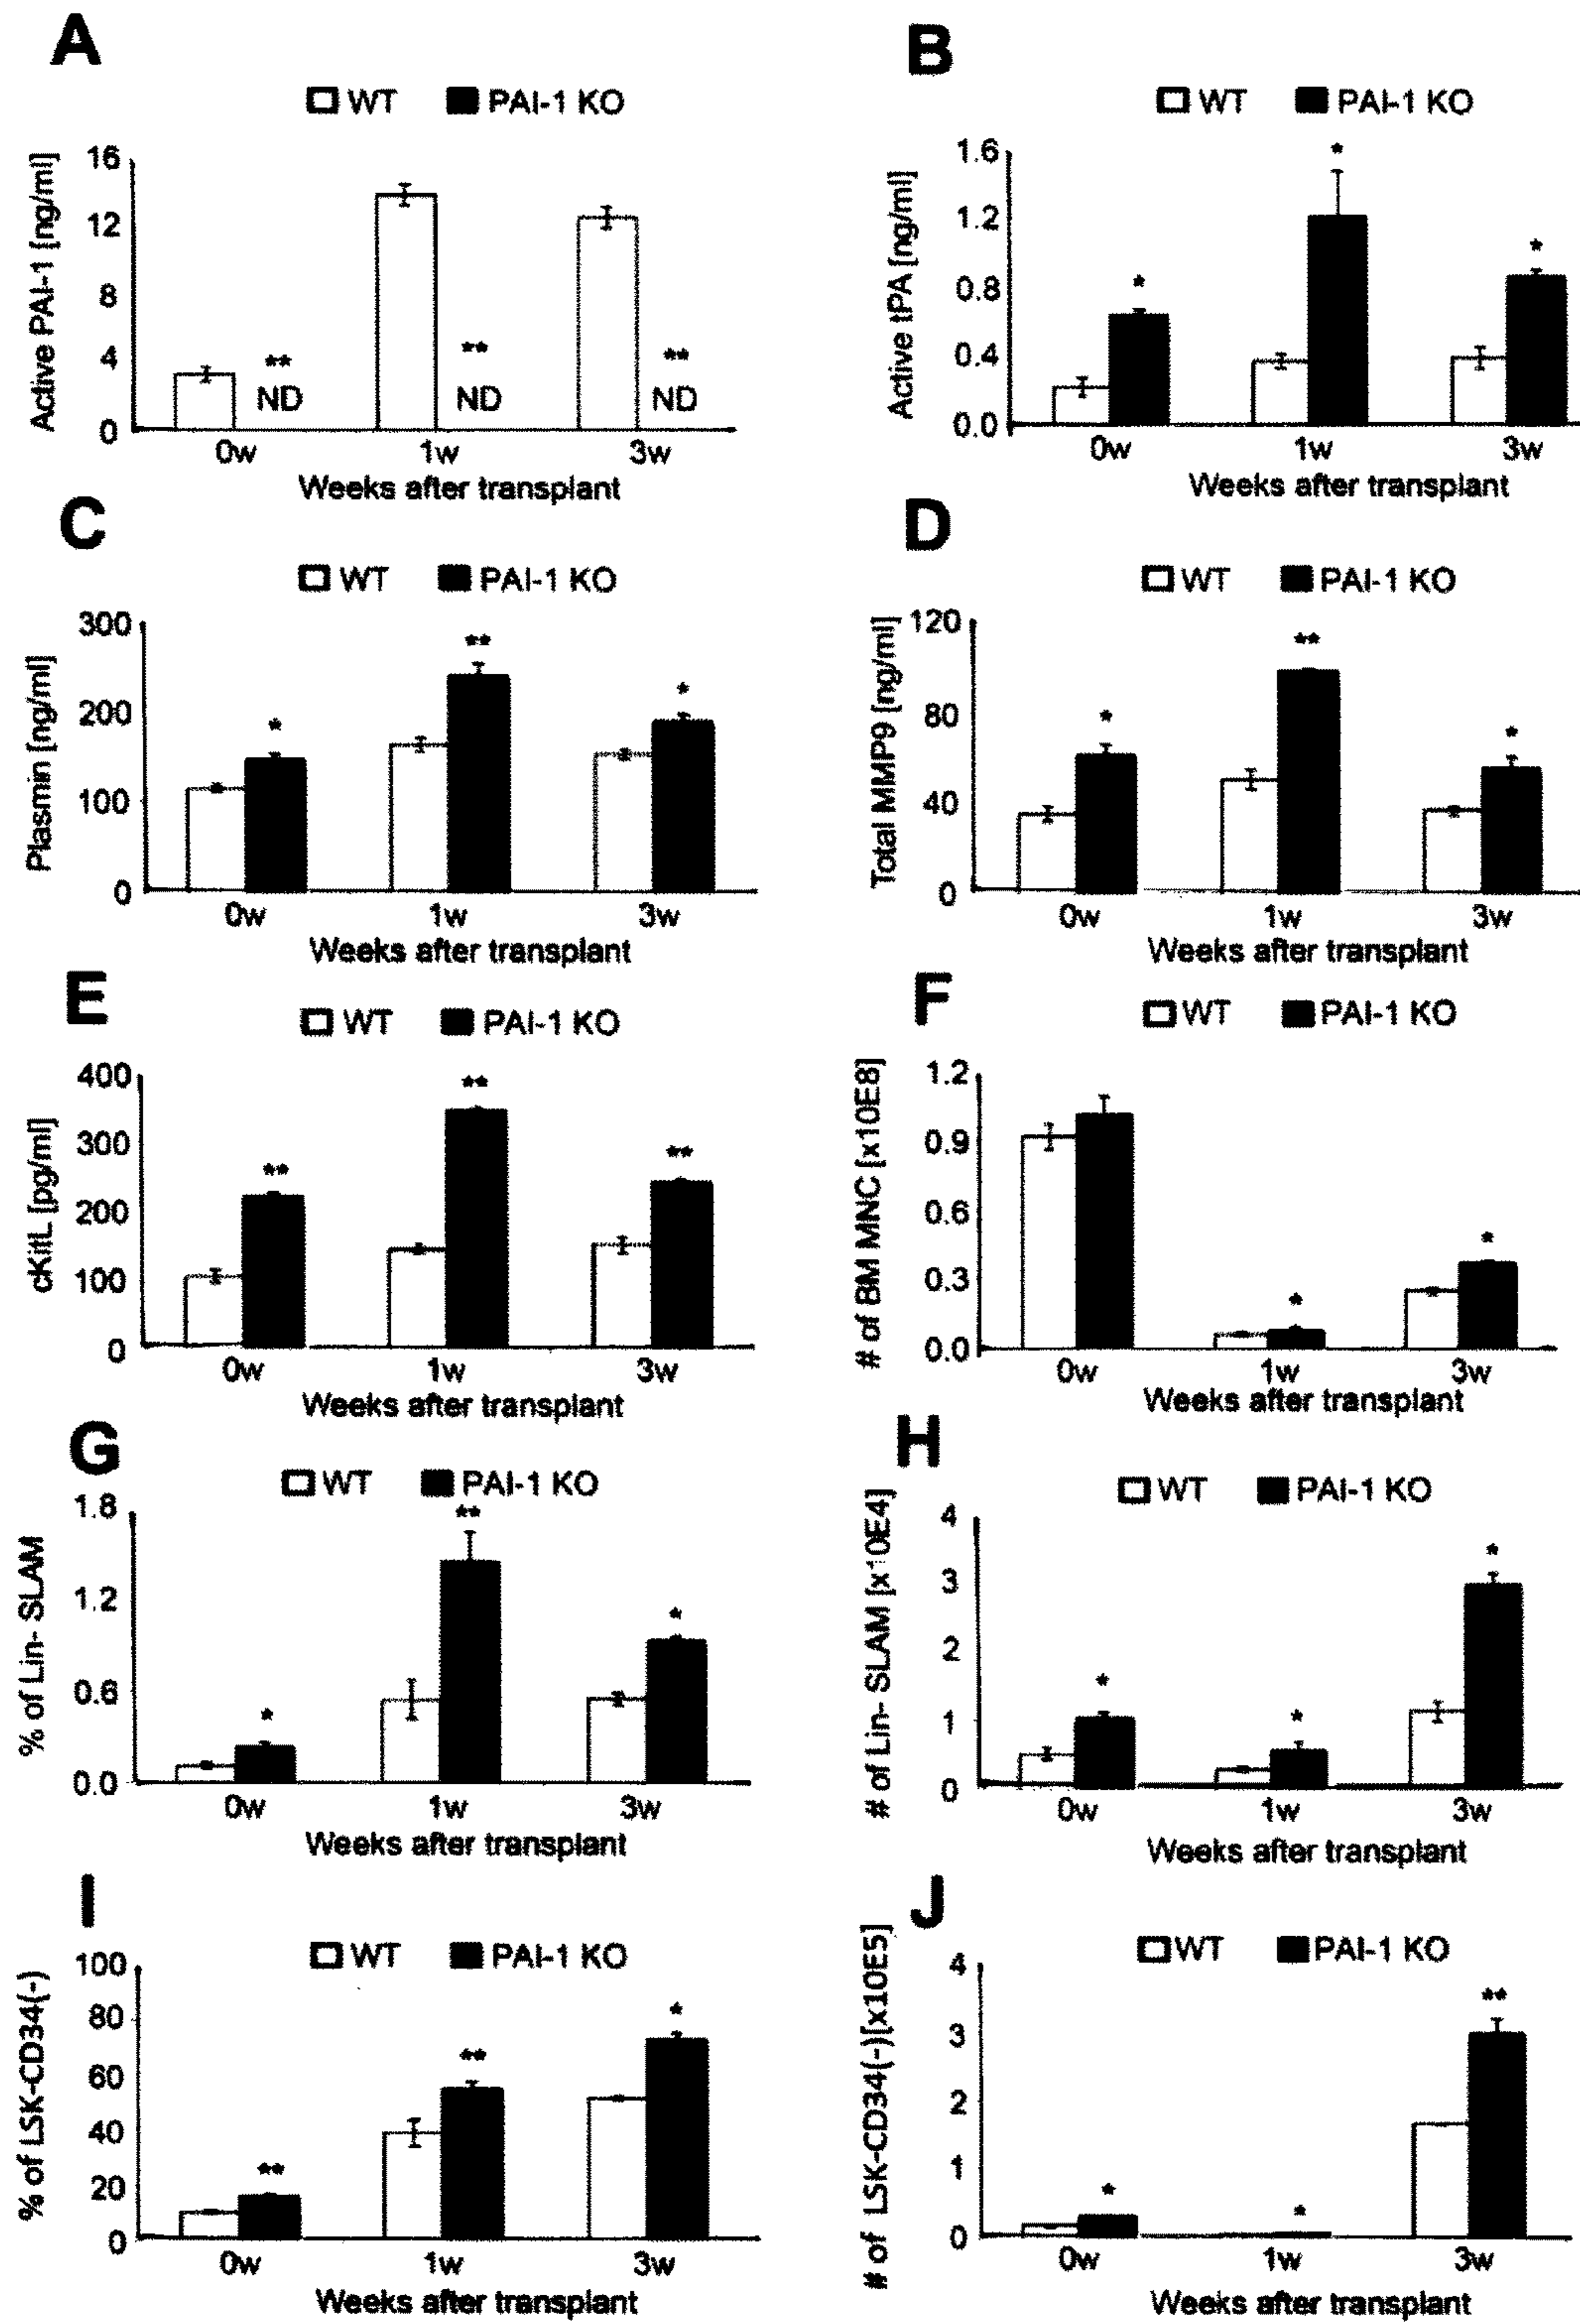 A
WT PAI-1 KO
Active PAI-1 [ng/ml]
16
12
8
4
0
** ND
** ND
** ND
0w 1w 3w
Weeks after transplant
B
WT PAI-1 KO
Active tPA [ng/ml]
1.6
1.2
0.8
0.4
0.0
* * *
0w 1w 3w
Weeks after transplant
C
WT PAI-1 KO
Plasmin [ng/ml]
300
200
100
0
* ** *
0w 1w 3w
Weeks after transplant
D
WT PAI-1 KO
Total MMP9 [ng/ml]
120
80
40
0
* ** *
0w 1w 3w
Weeks after transplant
E
WT PAI-1 KO
cKitL [pg/ml]
400
300
200
100
0
** ** **
0w 1w 3w
Weeks after transplant
F
WT PAI-1 KO
# of BM MNC [x10E8]
1.2
0.9
0.6
0.3
0.0
* *
0w 1w 3w
Weeks after transplant
G
WT PAI-1 KO
% of Lin- SLAM
1.8
1.2
0.6
0.0
* ** *
0w 1w 3w
Weeks after transplant
H
WT PAI-1 KO
# of Lin- SLAM [x10E4]
4
3
2
1
0
* * *
0w 1w 3w
Weeks after transplant
I
WT PAI-1 KO
% of LSK-CD34(-)
100
80
60
40
20
0
** ** *
0w 1w 3w
Weeks after transplant
J
WT PAI-1 KO
# of LSK-CD34(-)[x10E5]
4
3
2
1
0
* * **
0w 1w 3w
Weeks after transplant